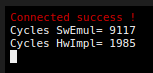 Connected success !
Cycles SwEmul= 9117
Cycles HwImpl= 1985